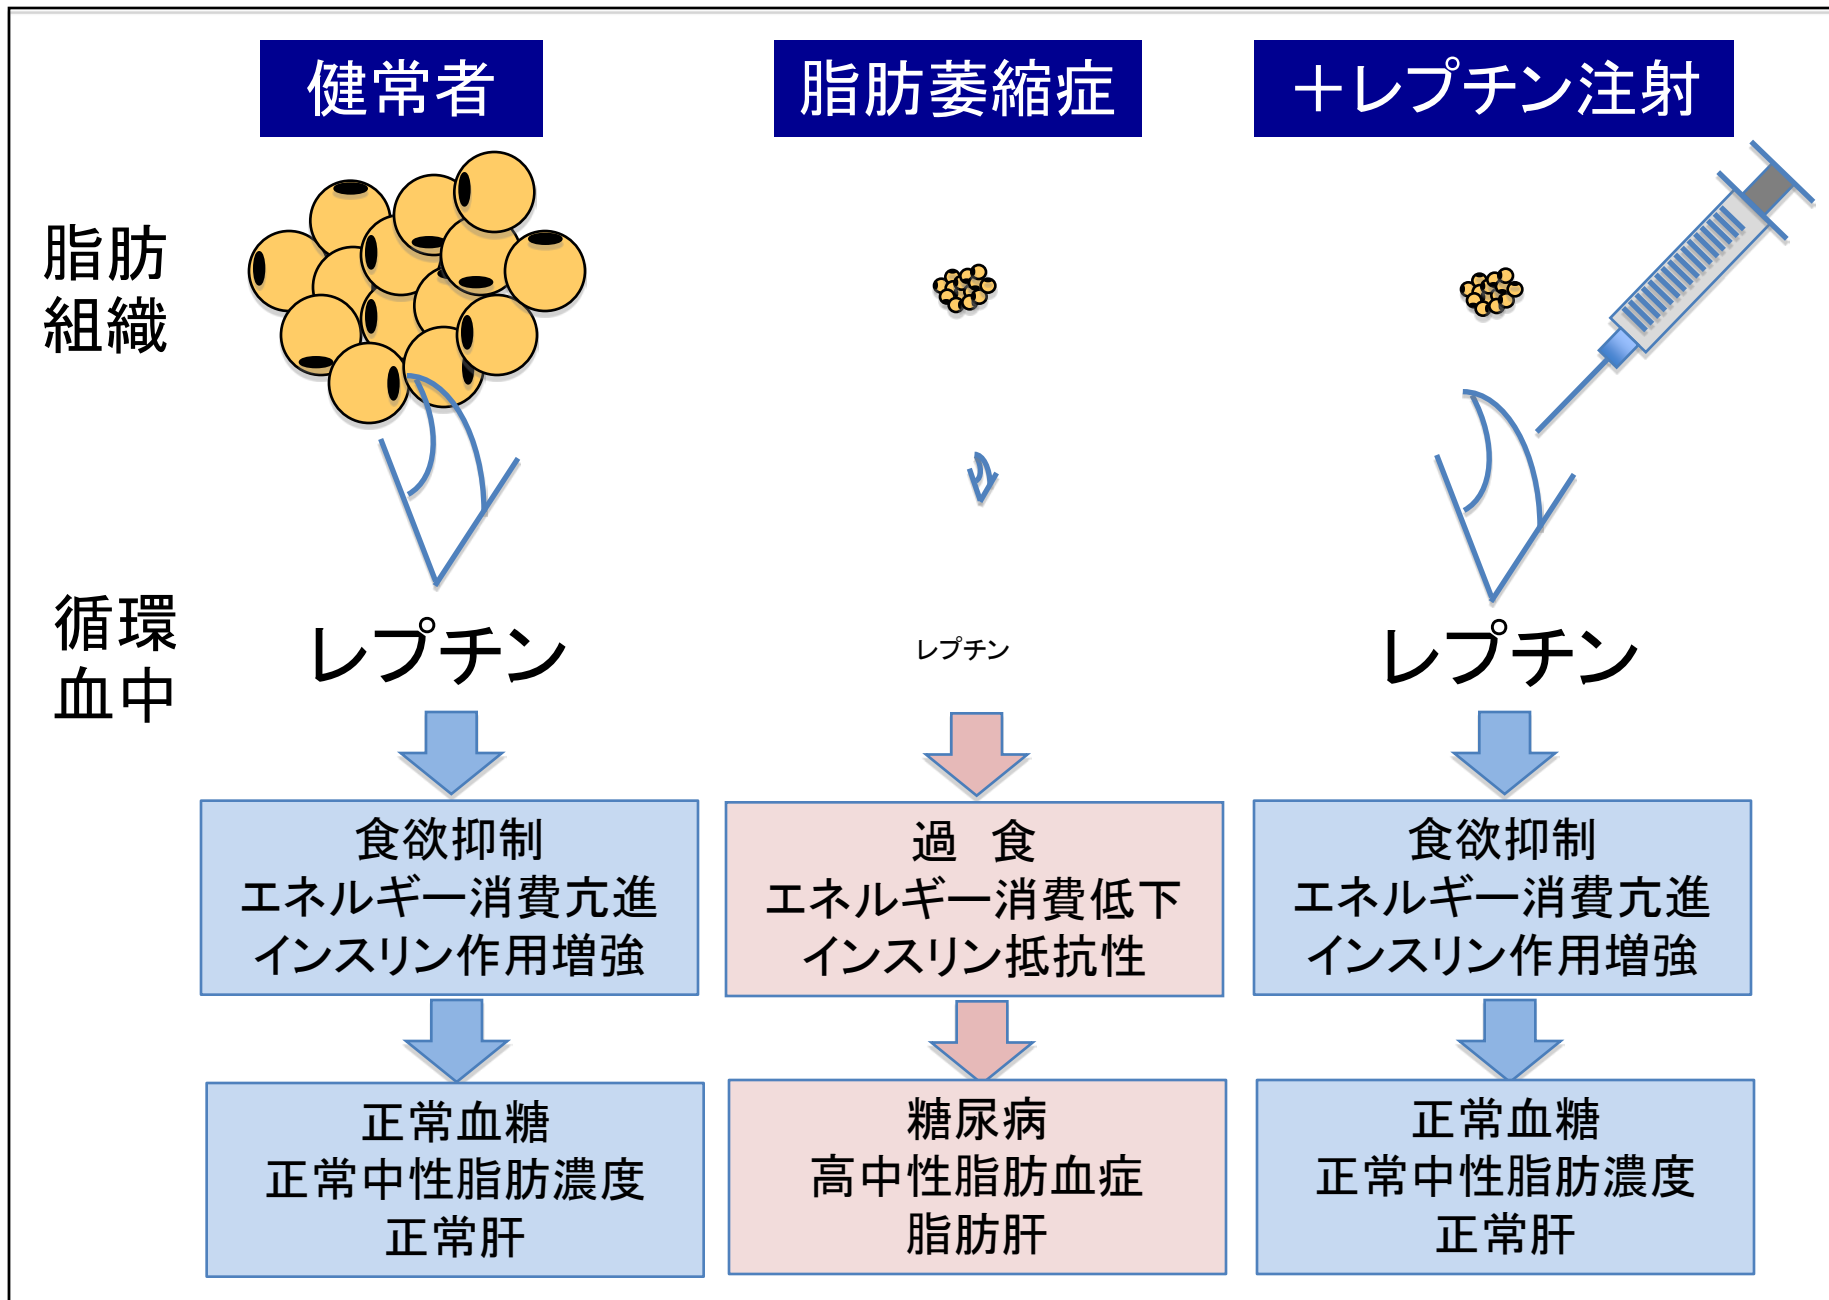 健常者
脂肪萎縮症
＋レプチン注射
脂肪
組織
循環
血中
レプチン
レプチン
レプチン
食欲抑制
エネルギー消費亢進
インスリン作用増強
過　食
エネルギー消費低下
インスリン抵抗性
食欲抑制
エネルギー消費亢進
インスリン作用増強
正常血糖
正常中性脂肪濃度
正常肝
糖尿病
高中性脂肪血症
脂肪肝
正常血糖
正常中性脂肪濃度
正常肝